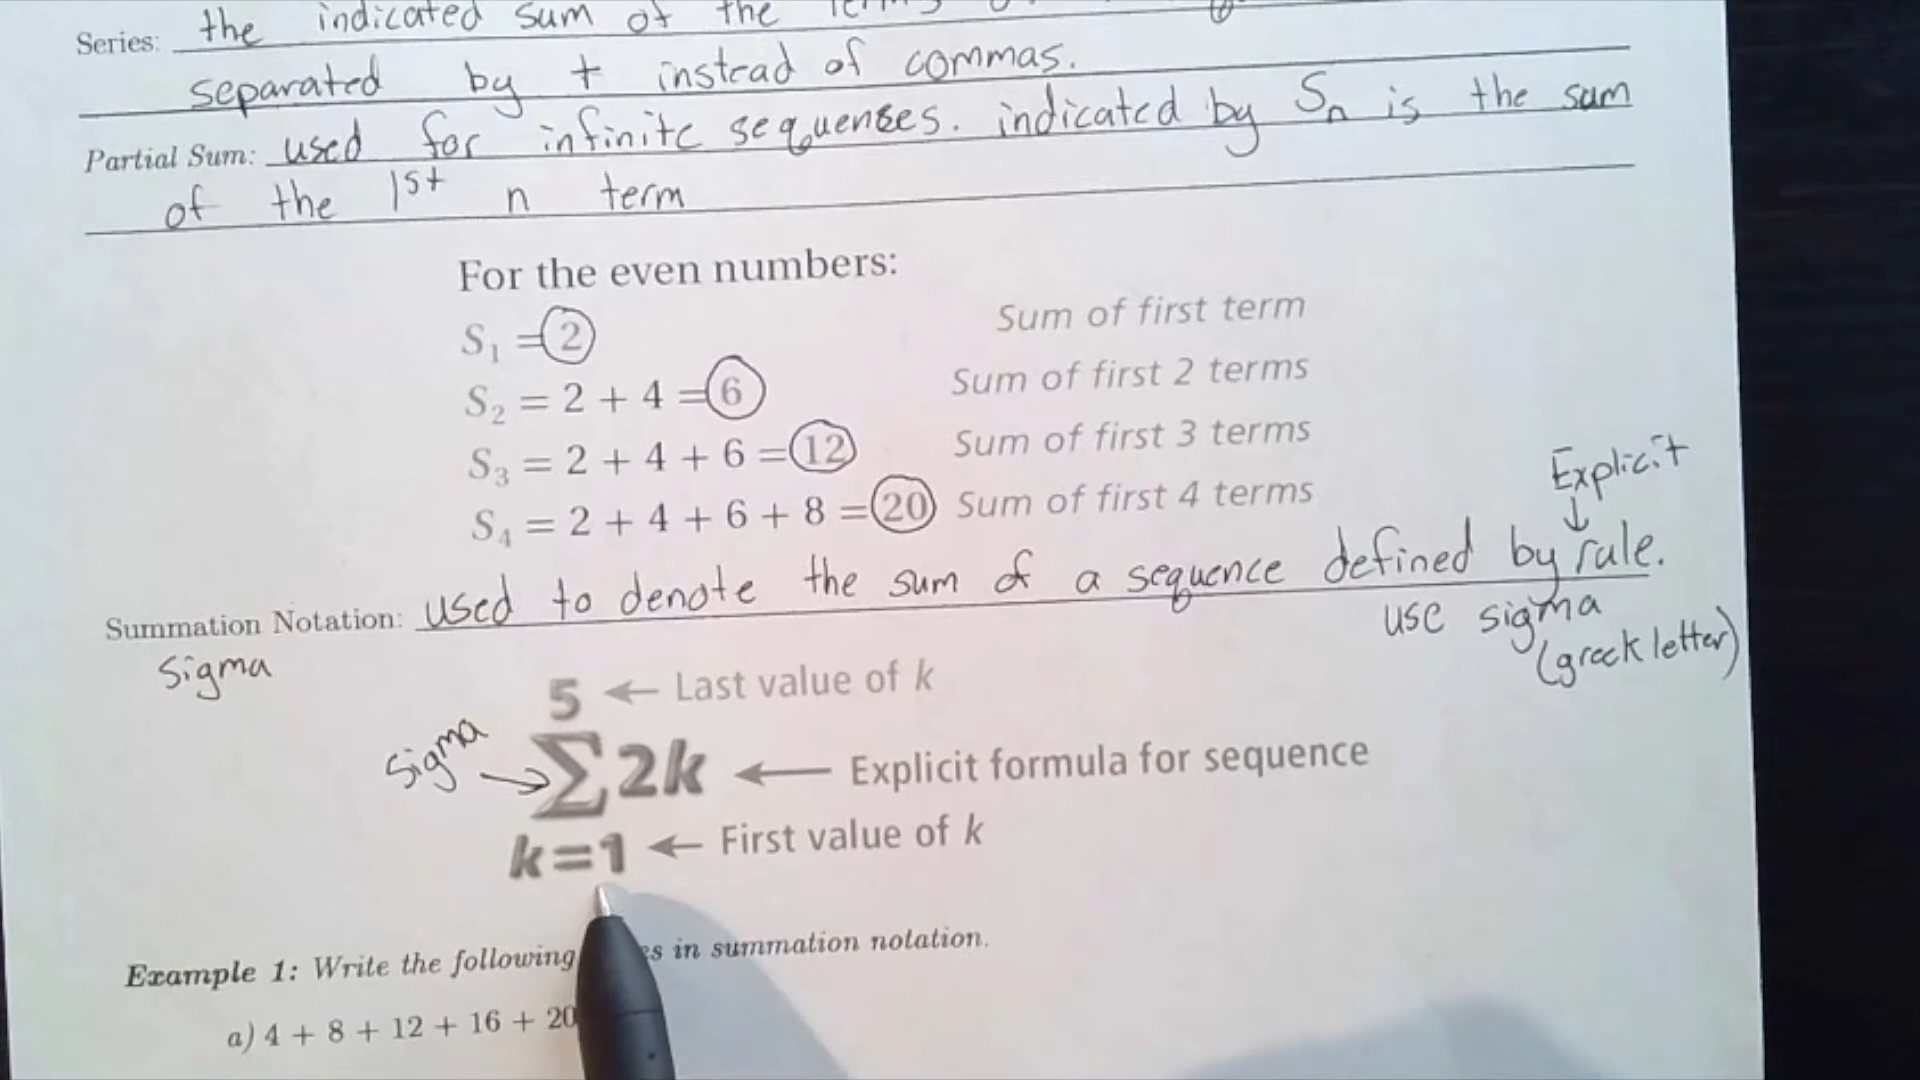 Series: the indicated sum of the
separated by + instead of commas.
Partial Sum: used for infinite sequences. indicated by Sn is the sum
of the 1st n term
For the even numbers:
S₁ = 2 Sum of first term
S₂ = 2 + 4 = 6 Sum of first 2 terms
S₃ = 2 + 4 + 6 = 12 Sum of first 3 terms
S₄ = 2 + 4 + 6 + 8 = 20 Sum of first 4 terms
Explicit
↓
Summation Notation: used to denote the sum of a sequence defined by rule.
use sigma
Sigma
(greek letter)
5 ← Last value of k
Sigma → Σ 2k ← Explicit formula for sequence
k=1 ← First value of k
Example 1: Write the following in summation notation.
a) 4 + 8 + 12 + 16 + 20